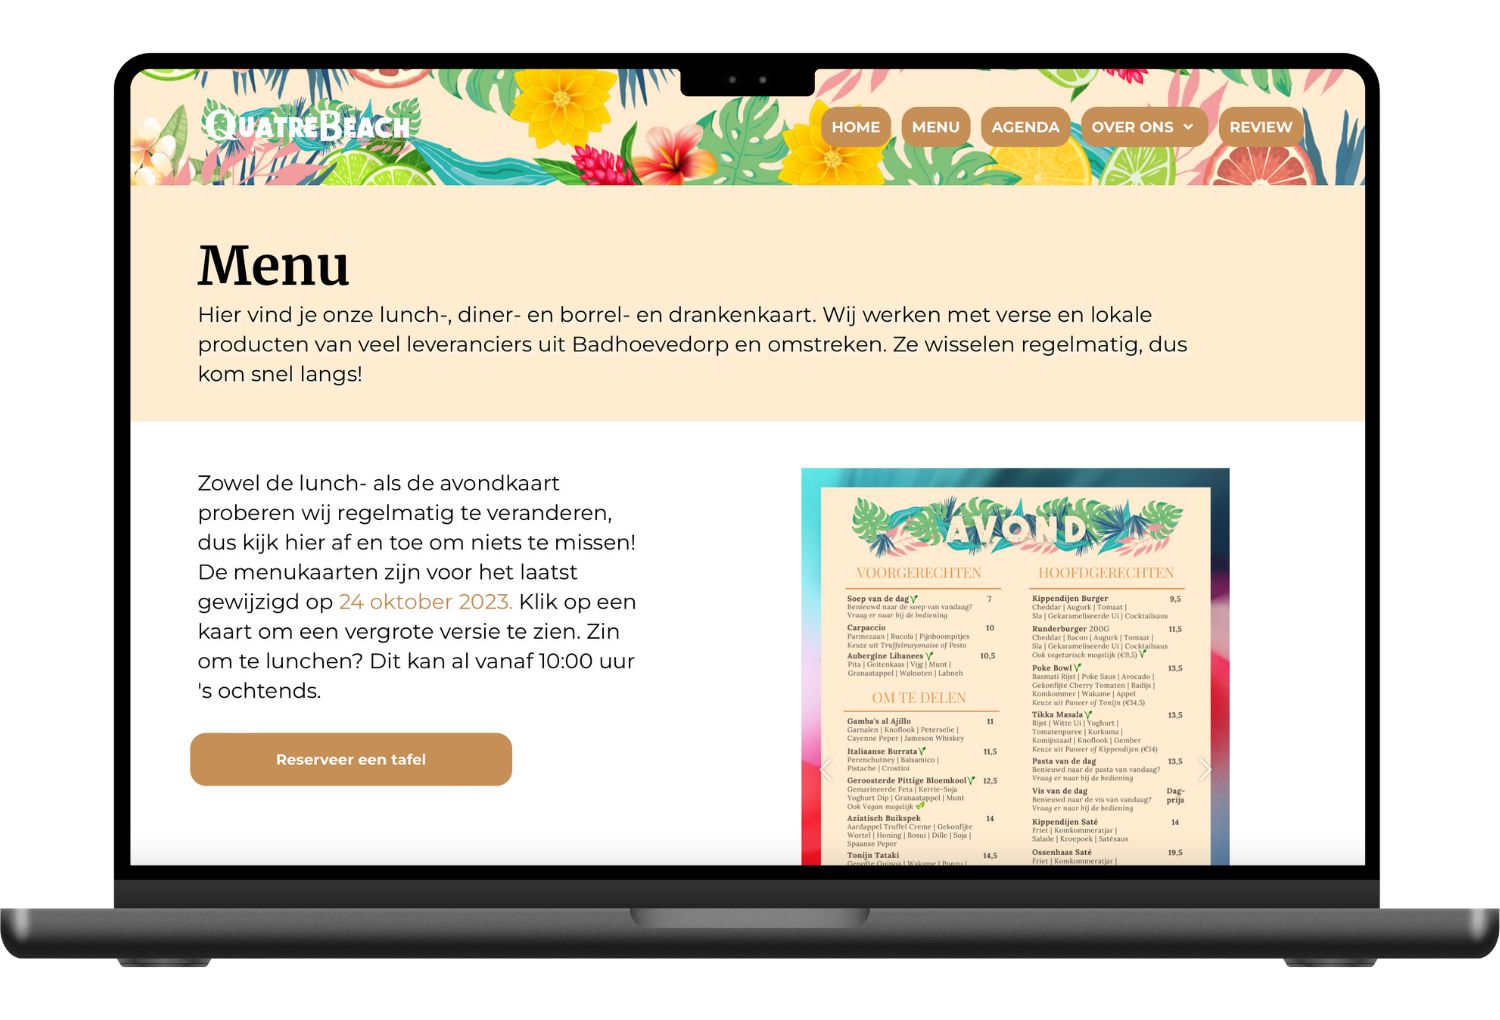 QUATREBEACH
HOME
MENU
AGENDA
OVER ONS
REVIEW
Menu
Hier vind je onze lunch-, diner- en borrel- en drankenkaart. Wij werken met verse en lokale
producten van veel leveranciers uit Badhoevedorp en omstreken. Ze wisselen regelmatig, dus
kom snel langs!
Zowel de lunch- als de avondkaart
proberen wij regelmatig te veranderen,
dus kijk hier af en toe om niets te missen!
De menukaarten zijn voor het laatst
gewijzigd op 24 oktober 2023. Klik op een
kaart om een vergrote versie te zien. Zin
om te lunchen? Dit kan al vanaf 10:00 uur
's ochtends.
Reserveer een tafel
AVOND
VOORGERECHTEN
Soep van de dag 7
Benieuwd naar de soep van vandaag?
Vraag er naar bij de bediening
Carpaccio 10
Parmezaan | Rucola | Pijnboompitjes
Keuze uit Truffelmayonaise of Pesto
Aubergine Libanees 10,5
Pita | Geitenkaas | Vijg | Munt |
Granaatappel | Walnoten | Labneh
OM TE DELEN
Gamba's al Ajillo 11
Garnalen | Knoflook | Peterselie |
Cayenne Peper | Jameson Whiskey
Italiaanse Burrata 11,5
Perenchutney | Balsamico |
Pistache | Crostini
Geroosterde Pittige Bloemkool 12,5
Gemarineerde Feta | Kerrie-Soja
Yoghurt Dip | Granaatappel | Munt
Ook Vegan mogelijk
Aziatisch Buikspek 14
Aardappel Truffel Creme | Gekonfijte
Wortel | Honing | Bosui | Dille | Soja |
Spaanse Peper
Tonijn Tataki 14,5
Gepofte Quinoa | Wakame | Ponzu |
HOOFDGERECHTEN
Kippendijen Burger 9,5
Cheddar | Augurk | Tomaat |
Sla | Gekarameliseerde Ui | Cocktailsaus
Runderburger 200G 11,5
Cheddar | Bacon | Augurk | Tomaat |
Sla | Gekarameliseerde Ui | Cocktailsaus
Ook vegetarisch mogelijk (€9,5)
Poke Bowl 13,5
Basmati Rijst | Poke Saus | Avocado |
Gekonfijte Cherry Tomaten | Radijs |
Komkommer | Wakame | Appel
Keuze uit Paneer of Tonijn (€14,5)
Tikka Masala 13,5
Rijst | Witte Ui | Yoghurt |
Tomatenpuree | Kurkuma |
Komijnzaad | Knoflook | Gember
Keuze uit Paneer of Kippendijen (€14)
Pasta van de dag 13,5
Benieuwd naar de pasta van vandaag?
Vraag er naar bij de bediening
Vis van de dag Dag-
Benieuwd naar de vis van vandaag? prijs
Vraag er naar bij de bediening
Kippendijen Saté 14
Friet | Komkommeratjar |
Salade | Kroepoek | Satésaus
Ossenhaas Saté 19,5
Friet | Komkommeratjar |